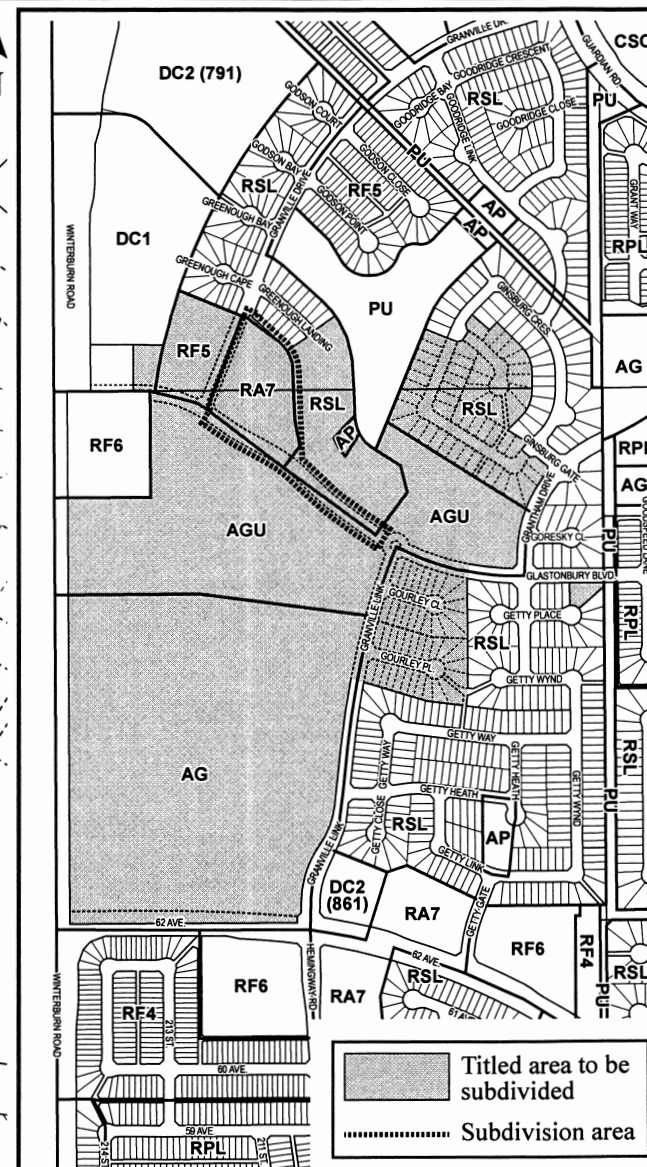 GRANVILLE DR.
GUARDIAN RD.
CSC
DC2 (791)
GOODRIDGE CRESCENT
GODSON COURT
GOODRIDGE BAY
RSL
PU
GOODRIDGE LINK
GOODRIDGE CLOSE
PU
GODSON BAY
GODSON CLOSE
RSL
RF5
GRANT WAY
GREENOUGH BAY
GRANVILLE DRIVE
GODSON POINT
AP
AP
WINTERBURN ROAD
DC1
RPL
GREENOUGH CAPE
GREENOUGH LANDING
GINSBURG CRES.
PU
RF5
AG
RA7
RSL
RSL
AP
RF6
GINSBURG GATE
AG
GRANTHAM DRIVE
AGU
AGU
GORESKY CL.
PU
GLASTONBURY BLVD.
GOURLEY CL.
GRANVILLE LINK
GETTY PLACE
RPL
RSL
GOURLEY PL.
GETTY WYND
GETTY WAY
GETTY WAY
RSL
AG
GETTY HEATH
GETTY WYND
GETTY HEATH
PU
GETTY CLOSE
RSL
AP
GRANVILLE LINK
GETTY LINK
DC2
(861)
GETTY GATE
RA7
62 AVE.
RF6
RF4
HEMINGWAY RD
62 AVE.
RSL
RSL
WINTERBURN ROAD
RF6
RA7
PU
RF4
213 ST.
61 AVE.
60 AVE.
59 AVE
RPL
214 ST.
211 ST.
Titled area to be
subdivided
Subdivision area